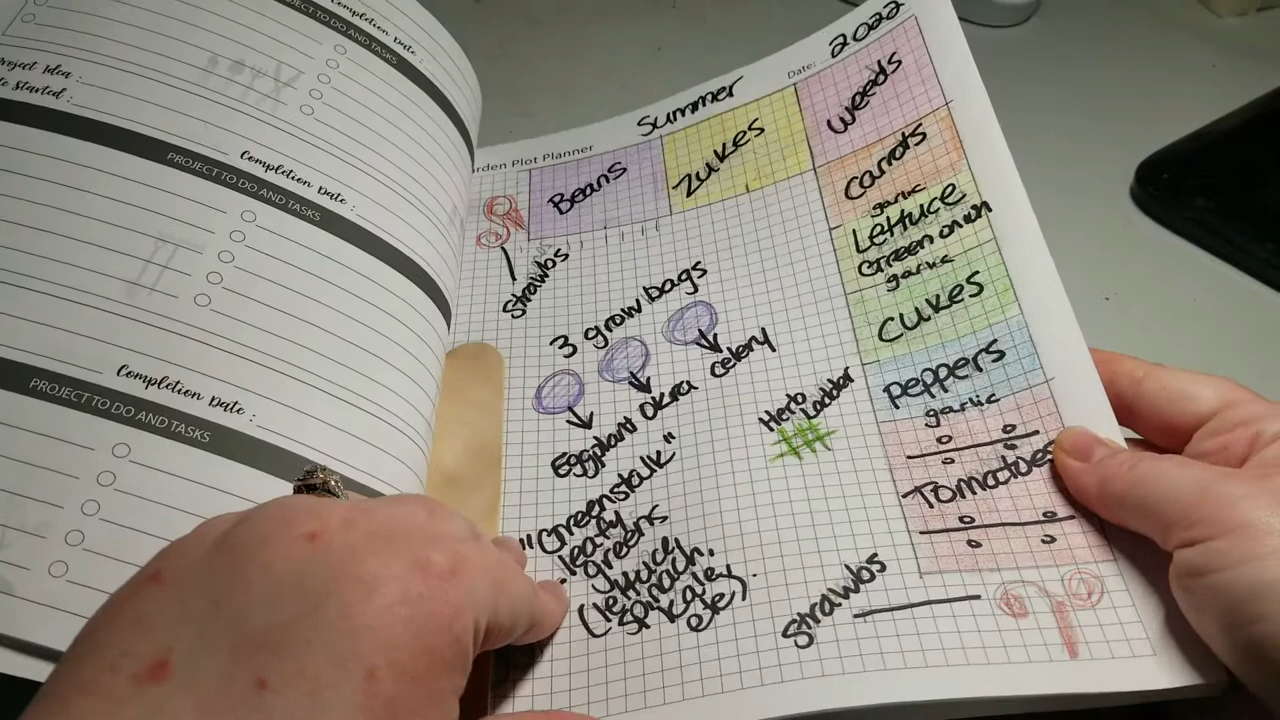 PROJECT TO DO AND TASKS
Completion Date :
Project Idea :
Date Started :
PROJECT TO DO AND TASKS
Completion Date :
PROJECT TO DO AND TASKS
Completion Date :
Summer
Date: 2022
Garden Plot Planner
Beans
Zukes
weeds
carrots
garlic
Lettuce
Green onion
garlic
cukes
peppers
garlic
Tomatoes
Strawbs
3 grow bags
Eggplant
Okra
celery
Herb
Ladder
"Greenstalk"
leafy
greens
(lettuce,
spinach,
kale,
etc).
Strawbs